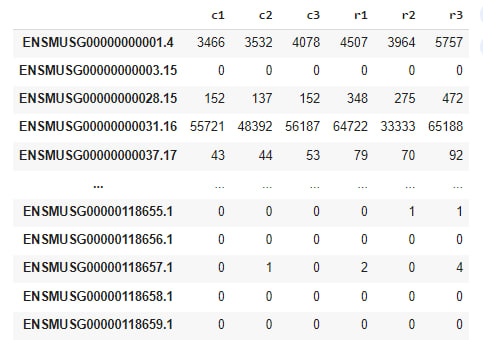 c1 c2 c3 r1 r2 r3
ENSMUSG00000000001.4 3466 3532 4078 4507 3964 5757
ENSMUSG00000000003.15 0 0 0 0 0 0
ENSMUSG00000000028.15 152 137 152 348 275 472
ENSMUSG00000000031.16 55721 48392 56187 64722 33333 65188
ENSMUSG00000000037.17 43 44 53 79 70 92
... ... ... ... ... ... ...
ENSMUSG00000118655.1 0 0 0 0 1 1
ENSMUSG00000118656.1 0 0 0 0 0 0
ENSMUSG00000118657.1 0 1 0 2 0 4
ENSMUSG00000118658.1 0 0 0 0 0 0
ENSMUSG00000118659.1 0 0 0 0 0 0